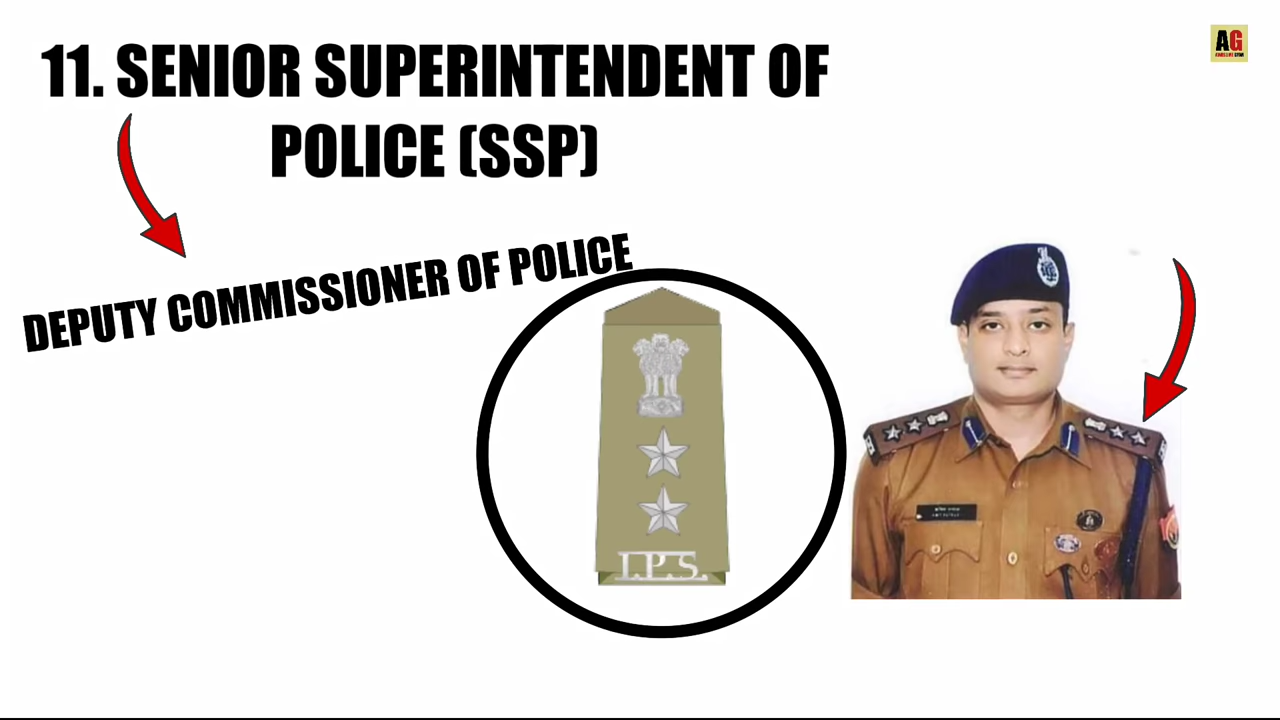 11. SENIOR SUPERINTENDENT OF
POLICE (SSP)
DEPUTY COMMISSIONER OF POLICE
I.P.S.
AG